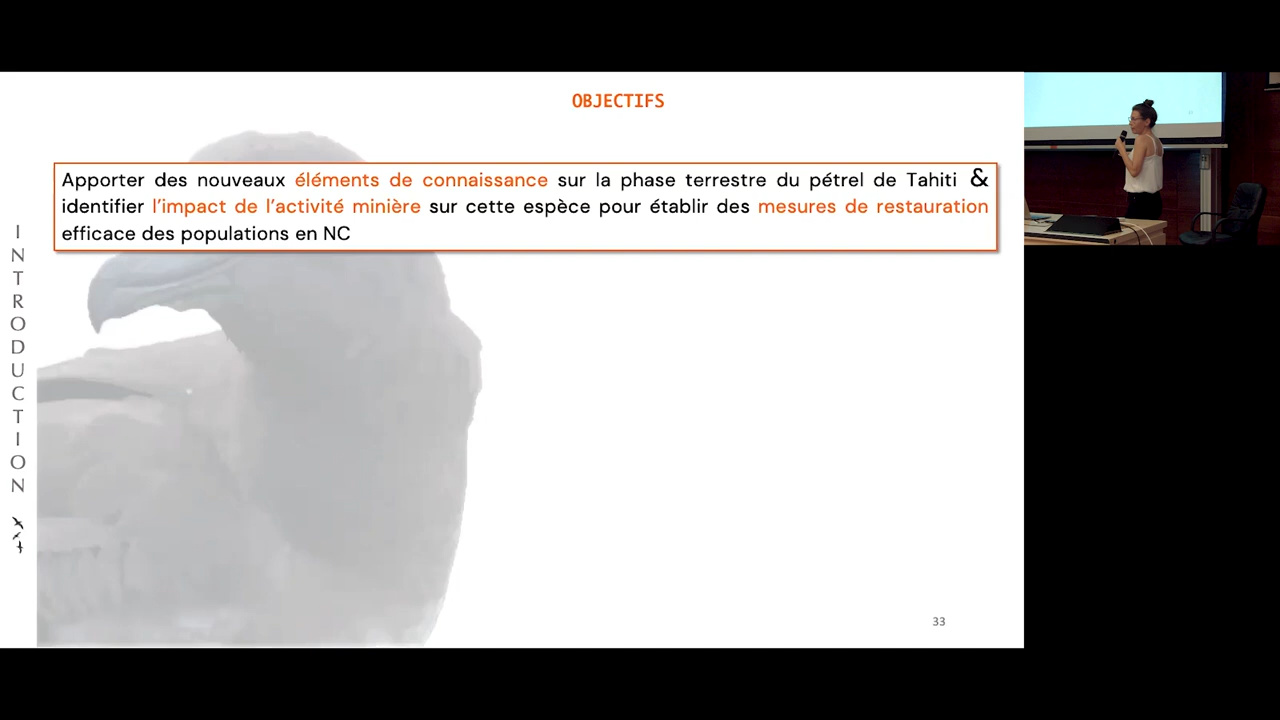 OBJECTIFS
Apporter des nouveaux éléments de connaissance sur la phase terrestre du pétrel de Tahiti &
identifier l'impact de l'activité minière sur cette espèce pour établir des mesures de restauration
efficace des populations en NC
INTRODUCTION
33